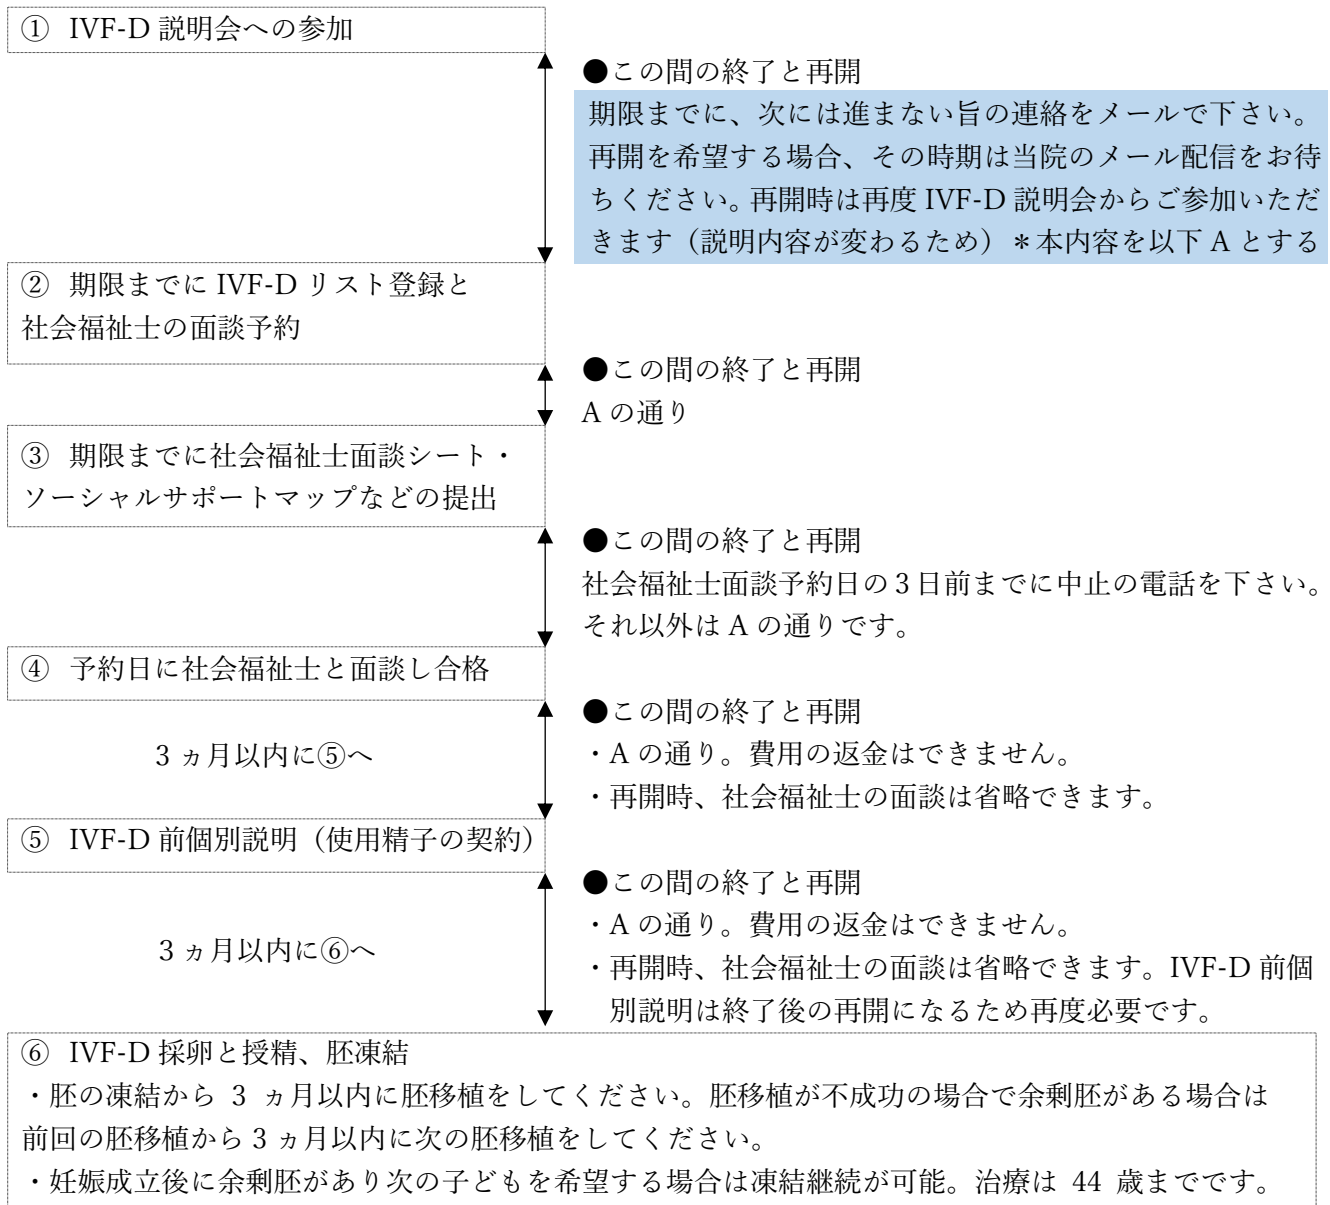 ① IVF-D 説明会への参加
●この間の終了と再開
期限までに、次には進まない旨の連絡をメールで下さい。
再開を希望する場合、その時期は当院のメール配信をお待
ちください。再開時は再度 IVF-D 説明会からご参加いただ
きます（説明内容が変わるため）＊本内容を以下 A とする
② 期限までに IVF-D リスト登録と
社会福祉士の面談予約
●この間の終了と再開
A の通り
③ 期限までに社会福祉士面談シート・
ソーシャルサポートマップなどの提出
●この間の終了と再開
社会福祉士面談予約日の 3 日前までに中止の電話を下さい。
それ以外は A の通りです。
④ 予約日に社会福祉士と面談し合格
●この間の終了と再開
3 ヵ月以内に⑤へ
・A の通り。費用の返金はできません。
・再開時、社会福祉士の面談は省略できます。
⑤ IVF-D 前個別説明（使用精子の契約）
●この間の終了と再開
3 ヵ月以内に⑥へ
・A の通り。費用の返金はできません。
・再開時、社会福祉士の面談は省略できます。IVF-D 前個
別説明は終了後の再開になるため再度必要です。
⑥ IVF-D 採卵と授精、胚凍結
・胚の凍結から 3 ヵ月以内に胚移植をしてください。胚移植が不成功の場合で余剰胚がある場合は
前回の胚移植から 3 ヵ月以内に次の胚移植をしてください。
・妊娠成立後に余剰胚があり次の子どもを希望する場合は凍結継続が可能。治療は 44 歳までです。